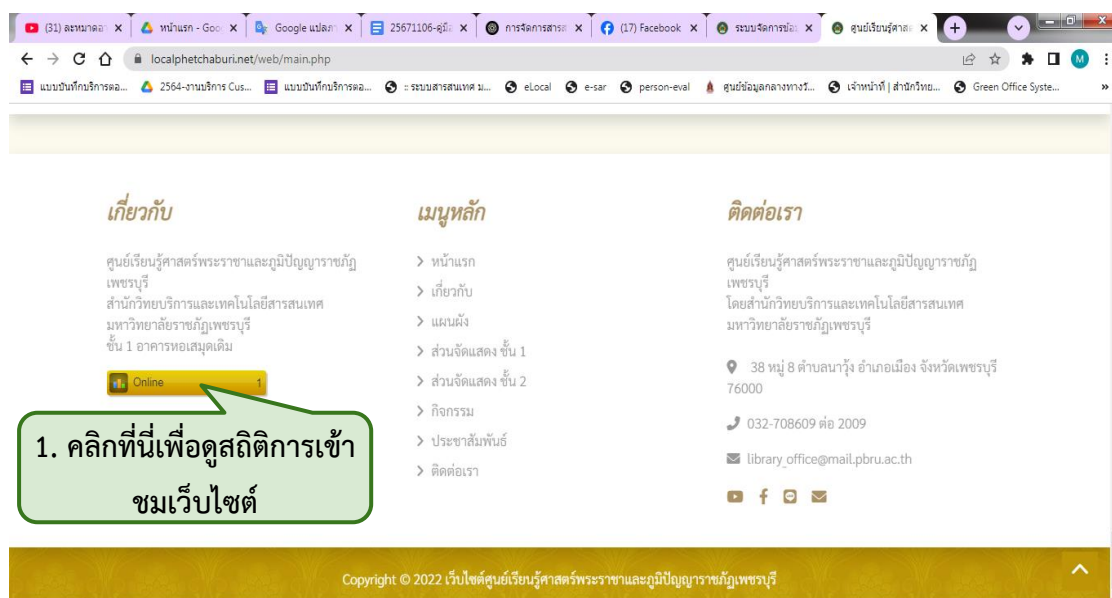 (31) ละหมาดอา
หน้าแรก - Goo
Google แปลภา
25671106-คู่มือ
การจัดการสารส
(17) Facebook
ระบบจัดการข้อม
ศูนย์เรียนรู้ศาสต
localphetchaburi.net/web/main.php
M
แบบบันทึกบริการตอ...
2564-งานบริการ Cus...
แบบบันทึกบริการตอ...
:: ระบบสารสนเทศ ม...
eLocal
e-sar
person-eval
ศูนย์ข้อมูลกลางทางวั...
เจ้าหน้าที่ | สำนักวิทย...
Green Office Syste...
»
เกี่ยวกับ
ศูนย์เรียนรู้ศาสตร์พระราชาและภูมิปัญญาราชภัฏ
เพชรบุรี
สำนักวิทยบริการและเทคโนโลยีสารสนเทศ
มหาวิทยาลัยราชภัฏเพชรบุรี
ชั้น 1 อาคารหอสมุดเดิม
Online 1
1. คลิกที่นี่เพื่อดูสถิติการเข้า
ชมเว็บไซต์
เมนูหลัก
หน้าแรก
เกี่ยวกับ
แผนผัง
ส่วนจัดแสดง ชั้น 1
ส่วนจัดแสดง ชั้น 2
กิจกรรม
ประชาสัมพันธ์
ติดต่อเรา
ติดต่อเรา
ศูนย์เรียนรู้ศาสตร์พระราชาและภูมิปัญญาราชภัฏ
เพชรบุรี
โดยสำนักวิทยบริการและเทคโนโลยีสารสนเทศ
มหาวิทยาลัยราชภัฏเพชรบุรี
38 หมู่ 8 ตำบลนาวุ้ง อำเภอเมือง จังหวัดเพชรบุรี
76000
032-708609 ต่อ 2009
library_office@mail.pbru.ac.th
Copyright © 2022 เว็บไซต์ศูนย์เรียนรู้ศาสตร์พระราชาและภูมิปัญญาราชภัฏเพชรบุรี